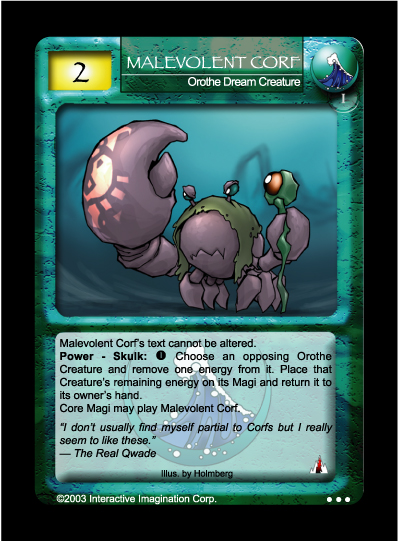 2
MALEVOLENT CORF
Orothe Dream Creature
1
Malevolent Corf's text cannot be altered.
Power - Skulk: ❶ Choose an opposing Orothe
Creature and remove one energy from it. Place that
Creature's remaining energy on its Magi and return it to
its owner's hand.
Core Magi may play Malevolent Corf.
"I don't usually find myself partial to Corfs but I really
seem to like these."
— The Real Qwade
Illus. by Holmberg
©2003 Interactive Imagination Corp.